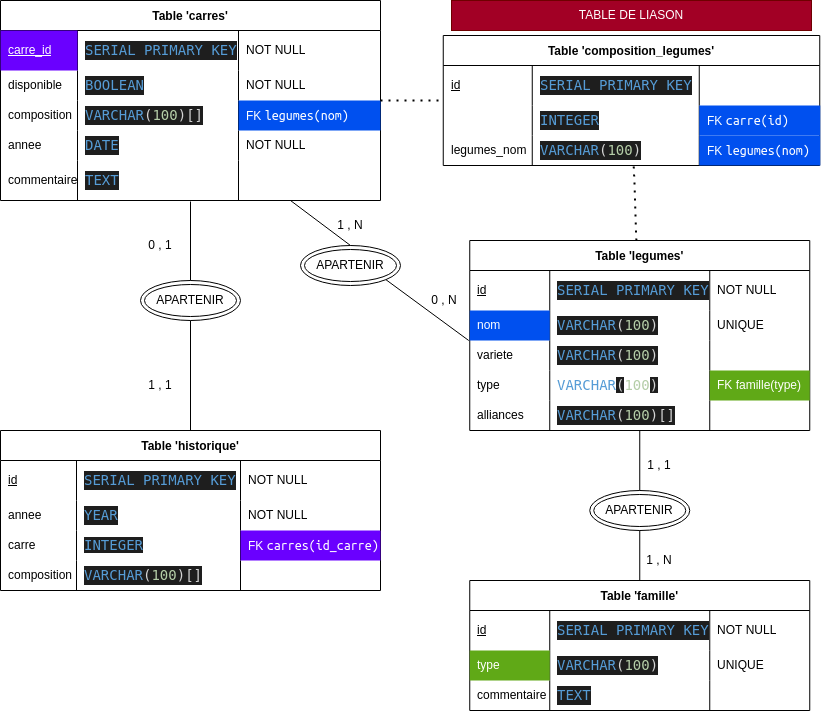 Table 'carres'
carre_id SERIAL PRIMARY KEY NOT NULL
disponible BOOLEAN NOT NULL
composition VARCHAR(100)[] FK legumes(nom)
annee DATE NOT NULL
commentaire TEXT
TABLE DE LIASON
Table 'composition_legumes'
id SERIAL PRIMARY KEY
INTEGER FK carre(id)
legumes_nom VARCHAR(100) FK legumes(nom)
0 , 1
APARTENIR
1 , 1
1 , N
APARTENIR
0 , N
Table 'legumes'
id SERIAL PRIMARY KEY NOT NULL
nom VARCHAR(100) UNIQUE
variete VARCHAR(100)
type VARCHAR(100) FK famille(type)
alliances VARCHAR(100)[]
Table 'historique'
id SERIAL PRIMARY KEY NOT NULL
annee YEAR NOT NULL
carre INTEGER FK carres(id_carre)
composition VARCHAR(100)[]
1 , 1
APARTENIR
1 , N
Table 'famille'
id SERIAL PRIMARY KEY NOT NULL
type VARCHAR(100) UNIQUE
commentaire TEXT